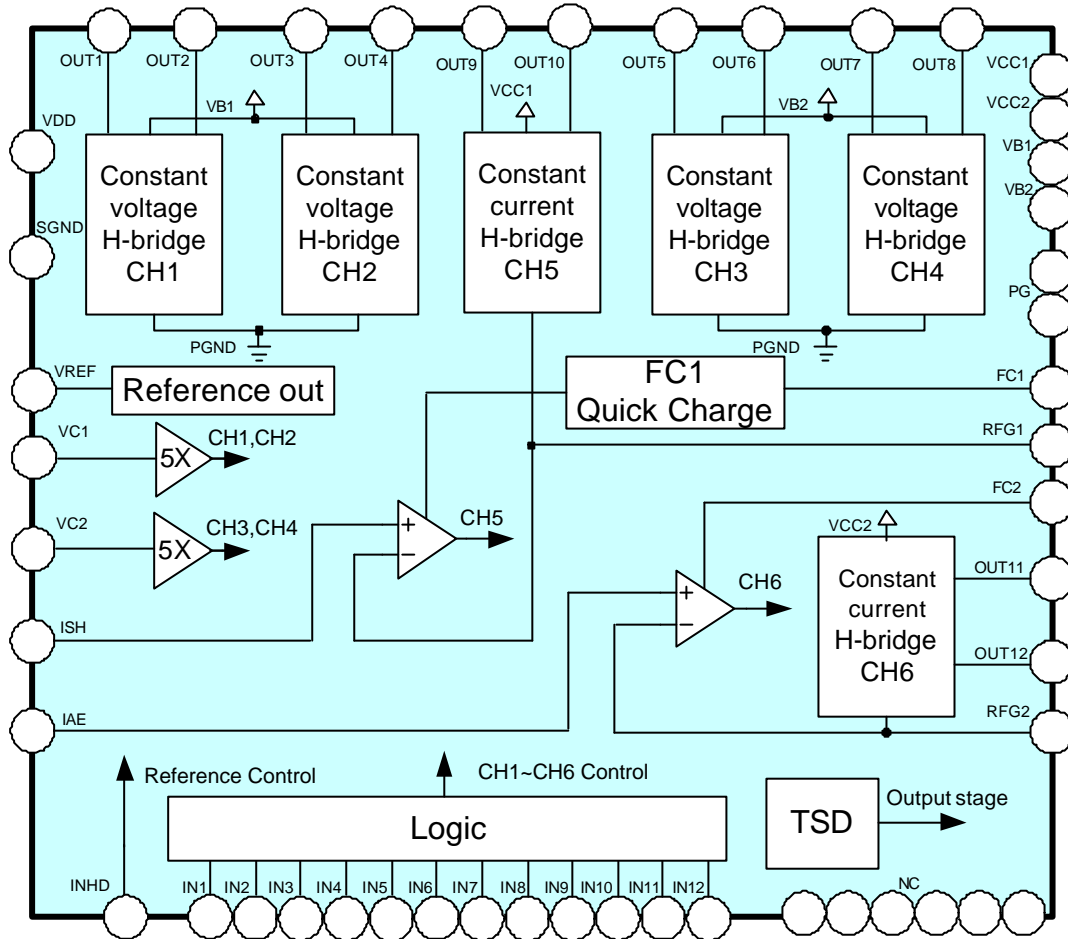 OUT1
OUT2
OUT3
OUT4
OUT9
OUT10
OUT5
OUT6
OUT7
OUT8
VCC1
VCC2
VB1
VB2
PG
VDD
SGND
VB1
VCC1
VB2
Constant
voltage
H-bridge
CH1
Constant
voltage
H-bridge
CH2
Constant
current
H-bridge
CH5
Constant
voltage
H-bridge
CH3
Constant
voltage
H-bridge
CH4
PGND
PGND
VREF
Reference out
FC1
Quick Charge
FC1
VC1
5X
CH1,CH2
RFG1
VC2
5X
CH3,CH4
+
−
CH5
FC2
VCC2
Constant
current
H-bridge
CH6
OUT11
OUT12
RFG2
ISH
+
−
CH6
IAE
Reference Control
CH1~CH6 Control
Logic
TSD
Output stage
INHD
IN1
IN2
IN3
IN4
IN5
IN6
IN7
IN8
IN9
IN10
IN11
IN12
NC